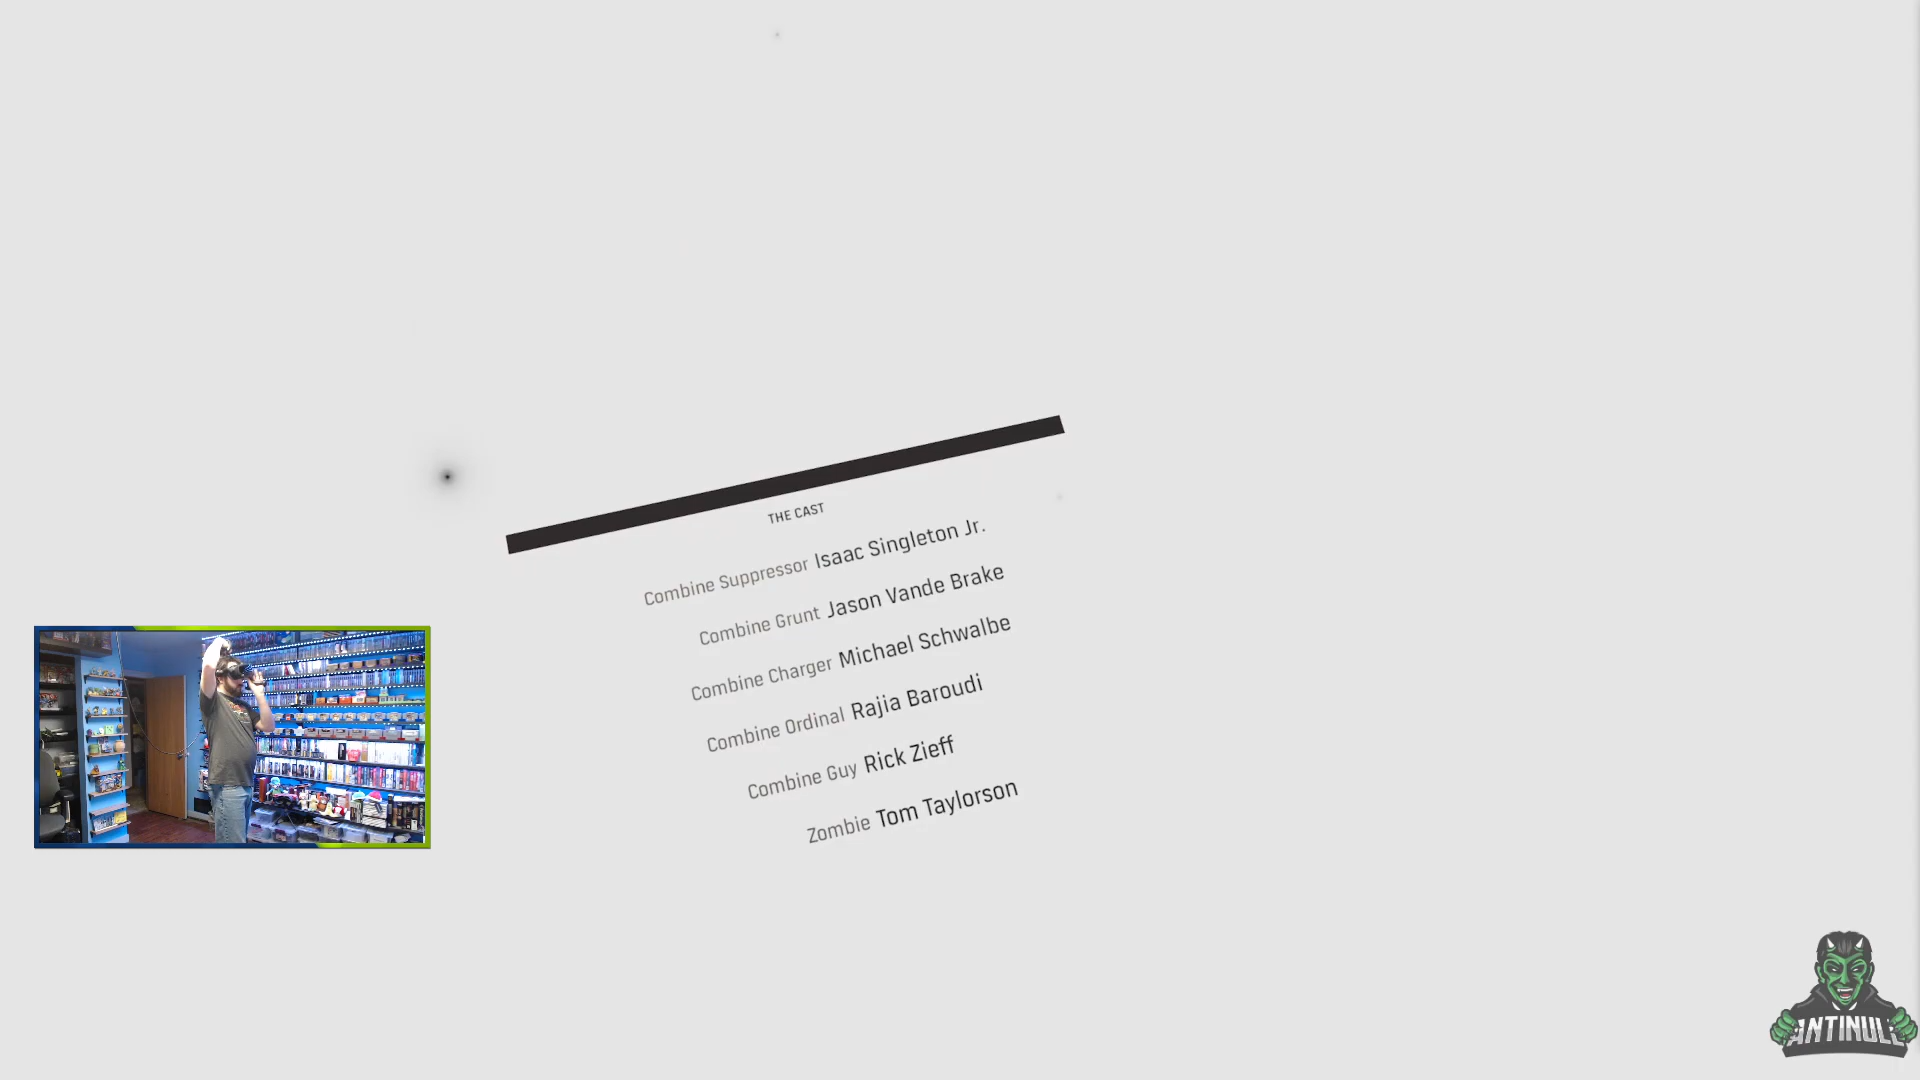 THE CAST
Combine Suppressor Isaac Singleton Jr.
Combine Grunt Jason Vande Brake
Combine Charger Michael Schwalbe
Combine Ordinal Rajia Baroudi
Combine Guy Rick Zieff
Zombie Tom Taylorson
ANTINULL